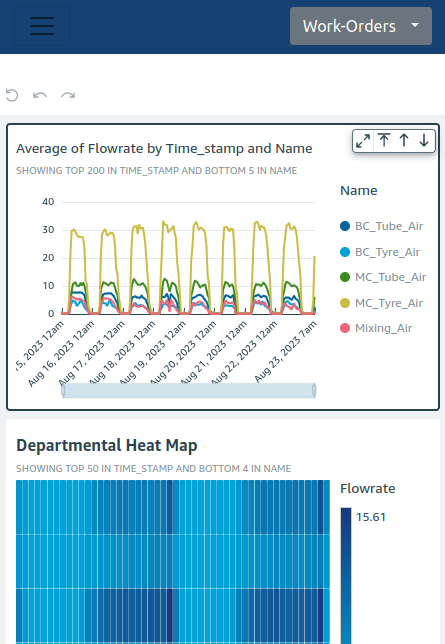 Work-Orders
Average of Flowrate by Time_stamp and Name
SHOWING TOP 200 IN TIME_STAMP AND BOTTOM 5 IN NAME
Name
40
BC_Tube_Air
30
BC_Tyre_Air
20
MC_Tube_Air
10
MC_Tyre_Air
0
Mixing_Air
5, 2023 12am
Aug 16, 2023 12am
Aug 17, 2023 12am
Aug 18, 2023 12am
Aug 19, 2023 12am
Aug 20, 2023 12am
Aug 21, 2023 12am
Aug 22, 2023 12am
Aug 23, 2023 7am
Departmental Heat Map
SHOWING TOP 50 IN TIME_STAMP AND BOTTOM 4 IN NAME
Flowrate
15.61